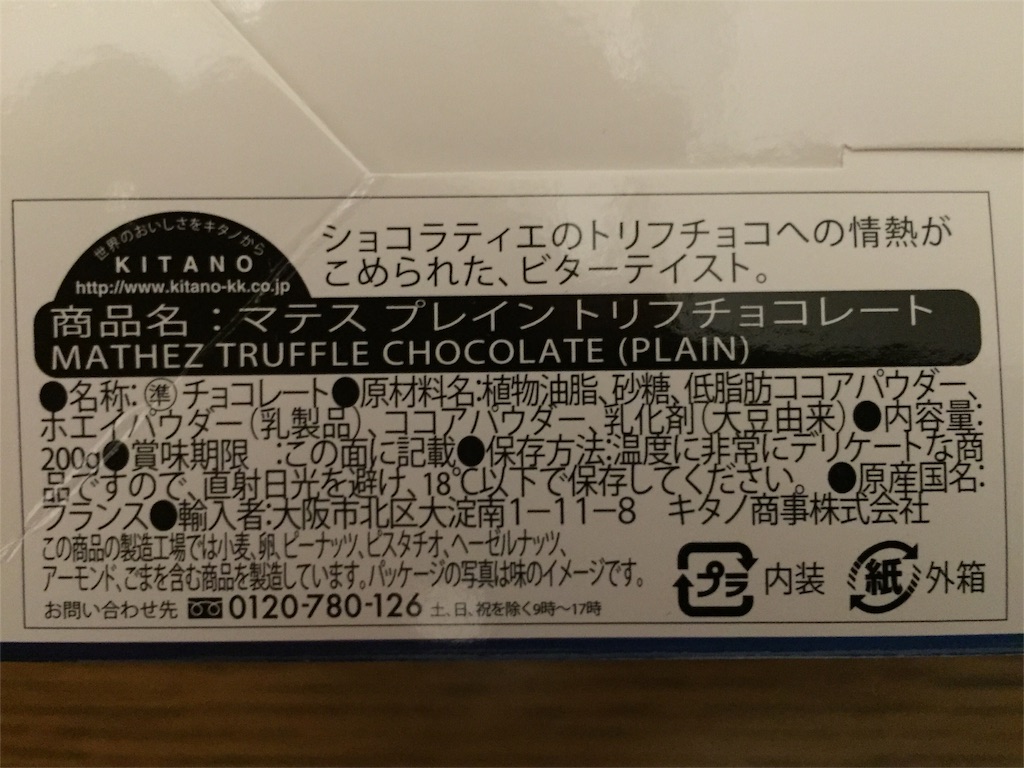 世界のおいしさをキタノから
KITANO
http://www.kitano-kk.co.jp
ショコラティエのトリフチョコへの情熱が
こめられた、ビターテイスト。
商品名：マテス プレイントリフチョコレート
MATHEZ TRUFFLE CHOCOLATE (PLAIN)
●名称:㊜チョコレート●原材料名:植物油脂、砂糖、低脂肪ココアパウダー、
ホエイパウダー(乳製品)、ココアパウダー、乳化剤(大豆由来)●内容量:
200g●賞味期限 :この面に記載●保存方法:温度に非常にデリケートな商
品ですので、直射日光を避け、18℃以下で保存してください。 ●原産国名:
フランス●輸入者:大阪市北区大淀南1ー11ー8 キタノ商事株式会社
この商品の製造工場では小麦、卵、ピーナッツ、ピスタチオ、ヘーゼルナッツ、
アーモンド、ごまを含む商品を製造しています。パッケージの写真は味のイメージです。
プラ 内装 紙 外箱
お問い合わせ先 0120-780-126 土、日、祝を除く9時〜17時